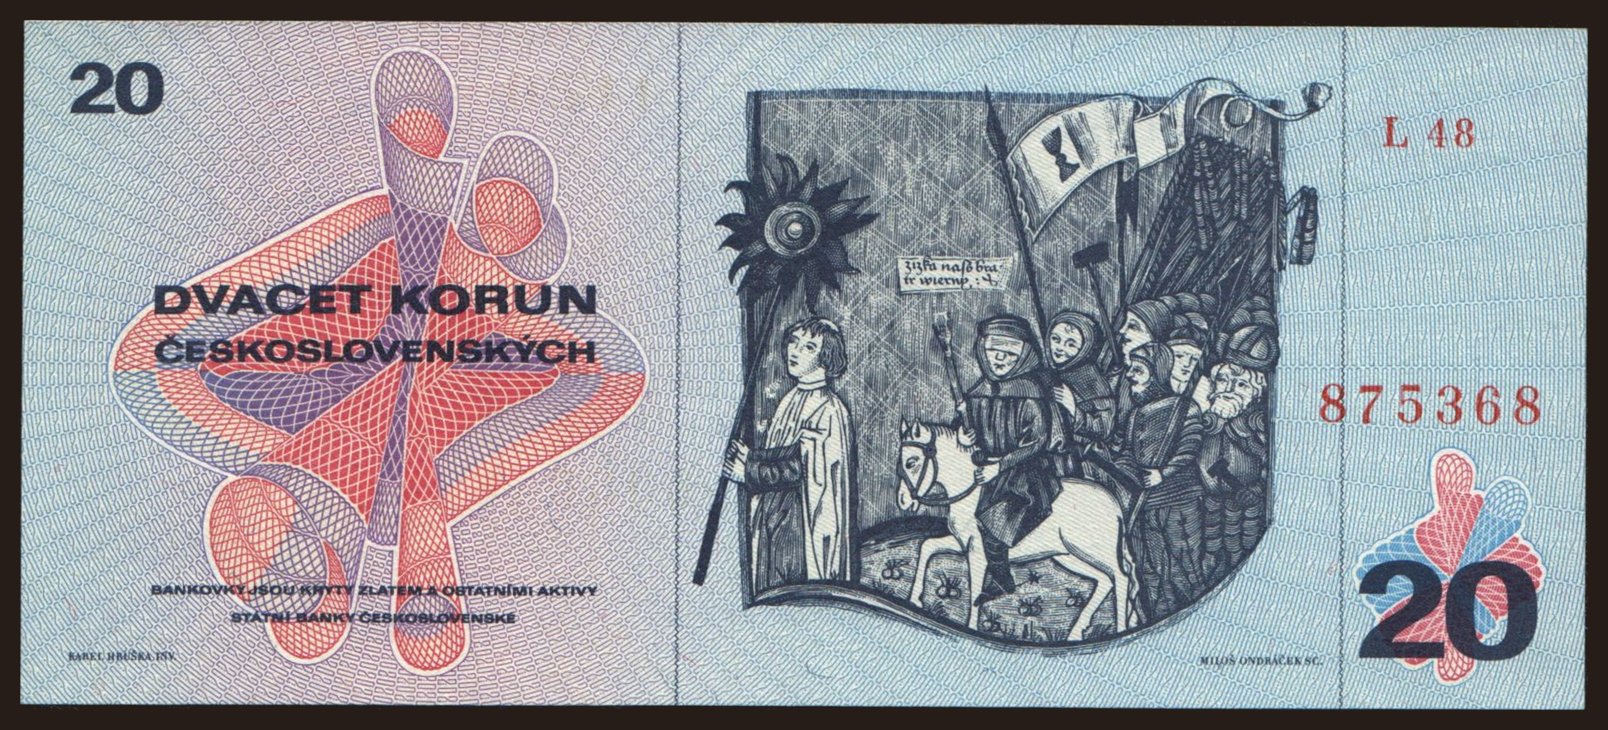 20
L 48
žižka nass bra
tr wierny :
DVACET KORUN
ČESKOSLOVENSKÝCH
875368
BANKOVKY JSOU KRYTY ZLATEM A OSTATNÍMI AKTIVY
STÁTNÍ BANKY ČESKOSLOVENSKÉ
KAREL HRUŠKA INV.
MILOŠ ONDRÁČEK SC.
20